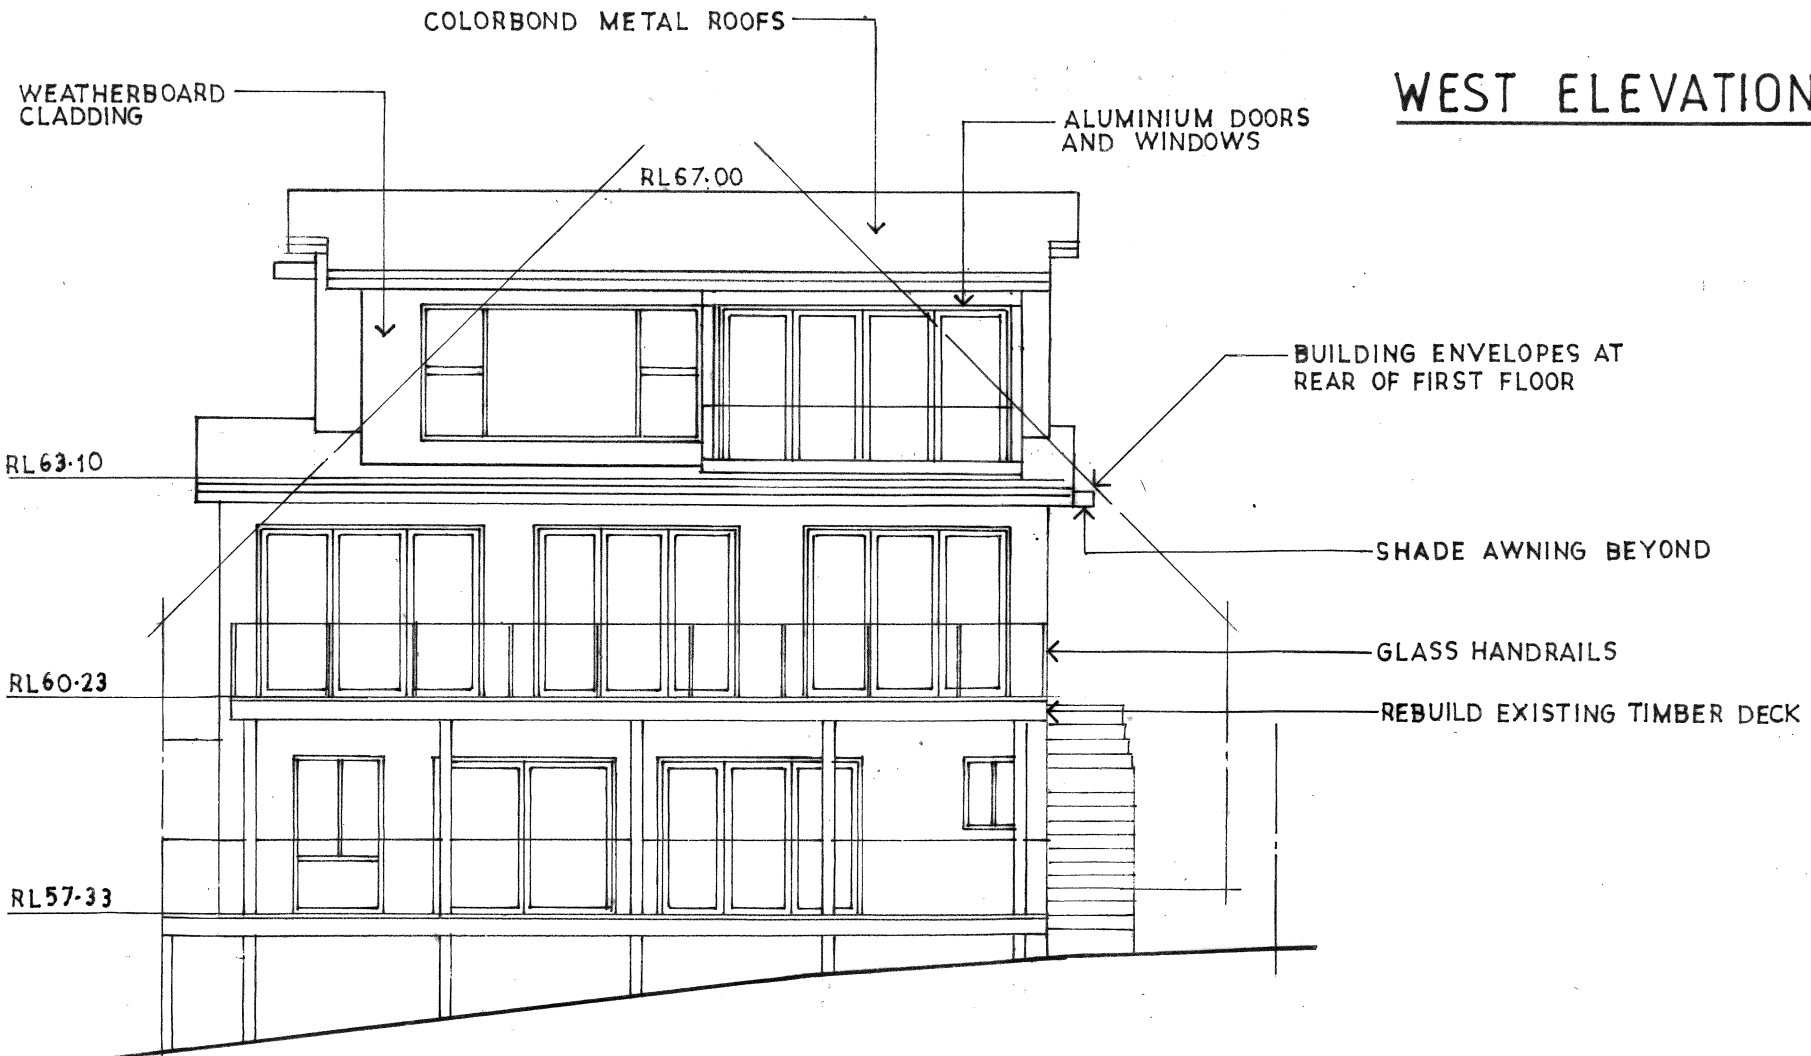 COLORBOND METAL ROOFS
WEST ELEVATION
WEATHERBOARD
CLADDING
ALUMINIUM DOORS
AND WINDOWS
RL67.00
BUILDING ENVELOPES AT
REAR OF FIRST FLOOR
RL63.10
SHADE AWNING BEYOND
GLASS HANDRAILS
RL60.23
REBUILD EXISTING TIMBER DECK
RL57.33